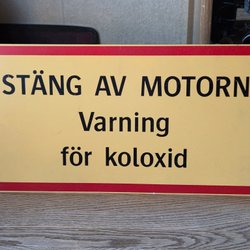 STÄNG AV MOTORN
Varning
för koloxid